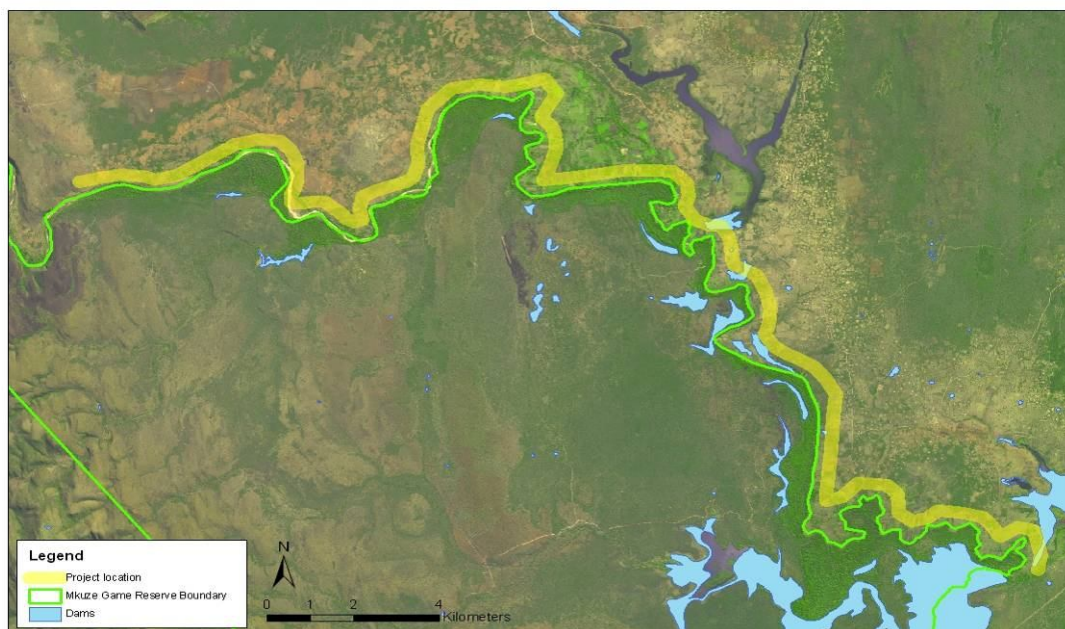 Legend
Project location
Mkuze Game Reserve Boundary
Dams
N
0 1 2 4
Kilometers